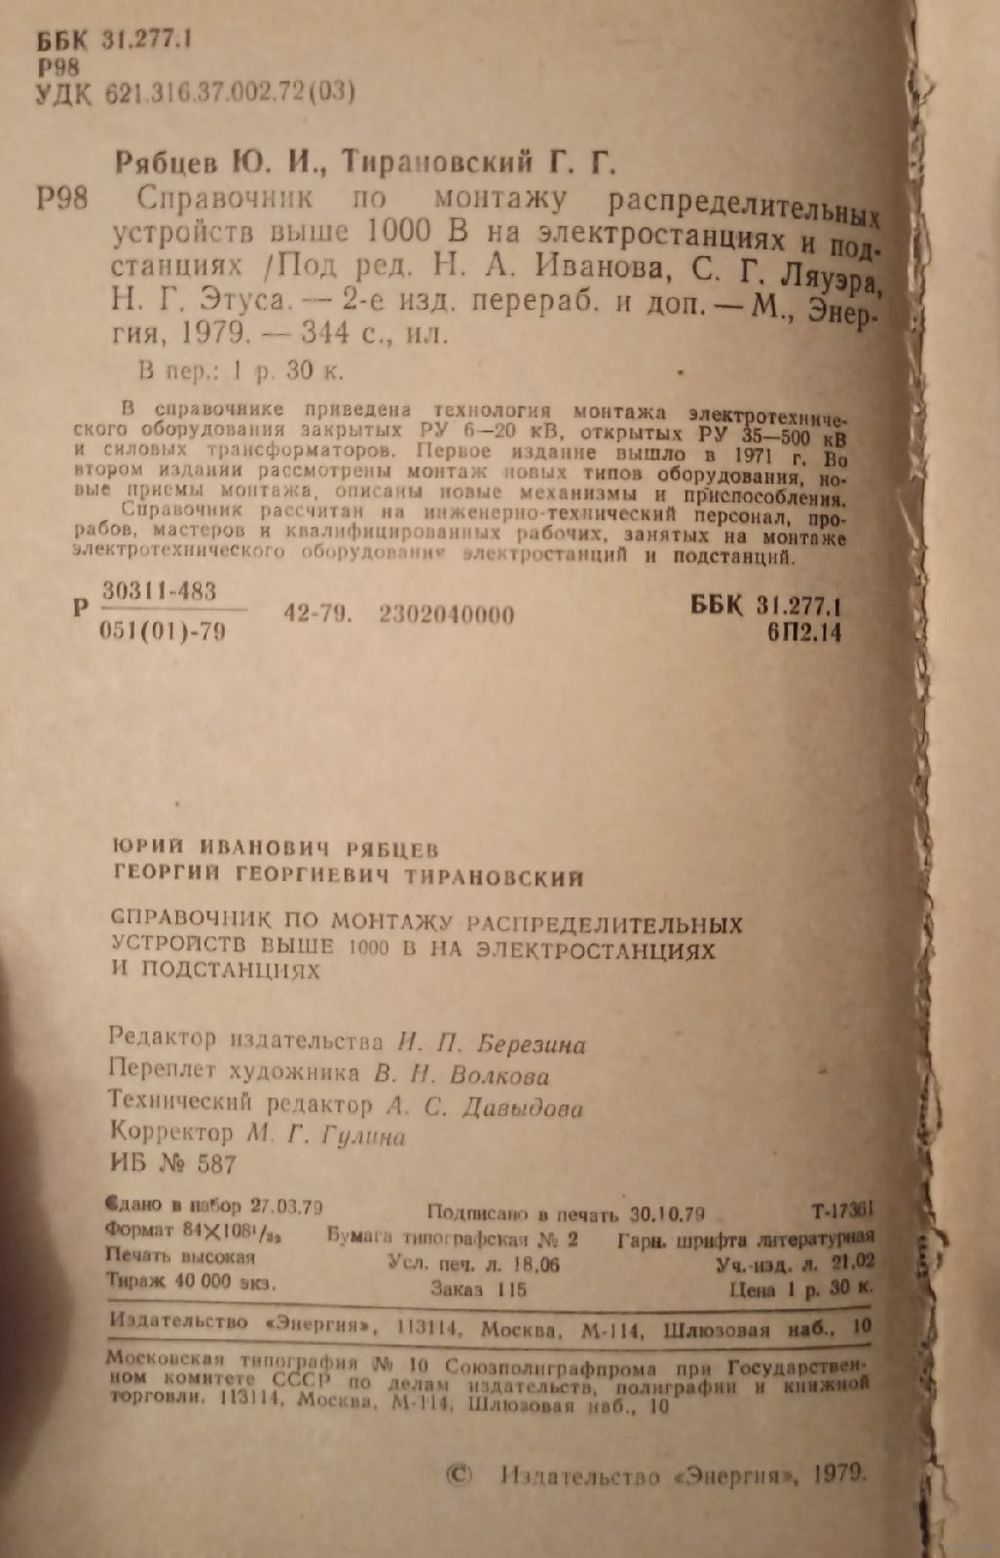 ББК 31.277.1
Р98
УДК 621.316.37.002.72(03)
Рябцев Ю. И., Тирановский Г. Г.
Р98 Справочник по монтажу распределительных
устройств выше 1000 В на электростанциях и под-
станциях /Под ред. Н. А. Иванова, С. Г. Ляуэра,
Н. Г. Этуса. — 2-е изд. перераб. и доп. — М., Энер-
гия, 1979. — 344 с., ил.
В пер.: 1 р. 30 к.
В справочнике приведена технология монтажа электротехниче-
ского оборудования закрытых РУ 6—20 кВ, открытых РУ 35—500 кВ
и силовых трансформаторов. Первое издание вышло в 1971 г. Во
втором издании рассмотрены монтаж новых типов оборудования, но-
вые приемы монтажа, описаны новые механизмы и приспособления.
Справочник рассчитан на инженерно-технический персонал, про-
рабов, мастеров и квалифицированных рабочих, занятых на монтаже
электротехнического оборудования электростанций и подстанций.
Р 30311-483
051(01)-79 42-79. 2302040000
ББК 31.277.1
6П2.14
ЮРИЙ ИВАНОВИЧ РЯБЦЕВ
ГЕОРГИЙ ГЕОРГИЕВИЧ ТИРАНОВСКИЙ
СПРАВОЧНИК ПО МОНТАЖУ РАСПРЕДЕЛИТЕЛЬНЫХ
УСТРОЙСТВ ВЫШЕ 1000 В НА ЭЛЕКТРОСТАНЦИЯХ
И ПОДСТАНЦИЯХ
Редактор издательства И. П. Березина
Переплет художника В. И. Волкова
Технический редактор А. С. Давыдова
Корректор М. Г. Гулина
ИБ № 587
Сдано в набор 27.03.79 Подписано в печать 30.10.79 Т-17361
Формат 84×108¹/₃₂ Бумага типографская № 2 Гарн. шрифта литературная
Печать высокая Усл. печ. л. 18,06 Уч.-изд. л. 21,02
Тираж 40 000 экз. Заказ 115 Цена 1 р. 30 к.
Издательство «Энергия», 113114, Москва, М-114, Шлюзовая наб., 10
Московская типография № 10 Союзполиграфпрома при Государствен-
ном комитете СССР по делам издательств, полиграфии и книжной
торговли. 113114, Москва, М-114, Шлюзовая наб., 10
© Издательство «Энергия», 1979.